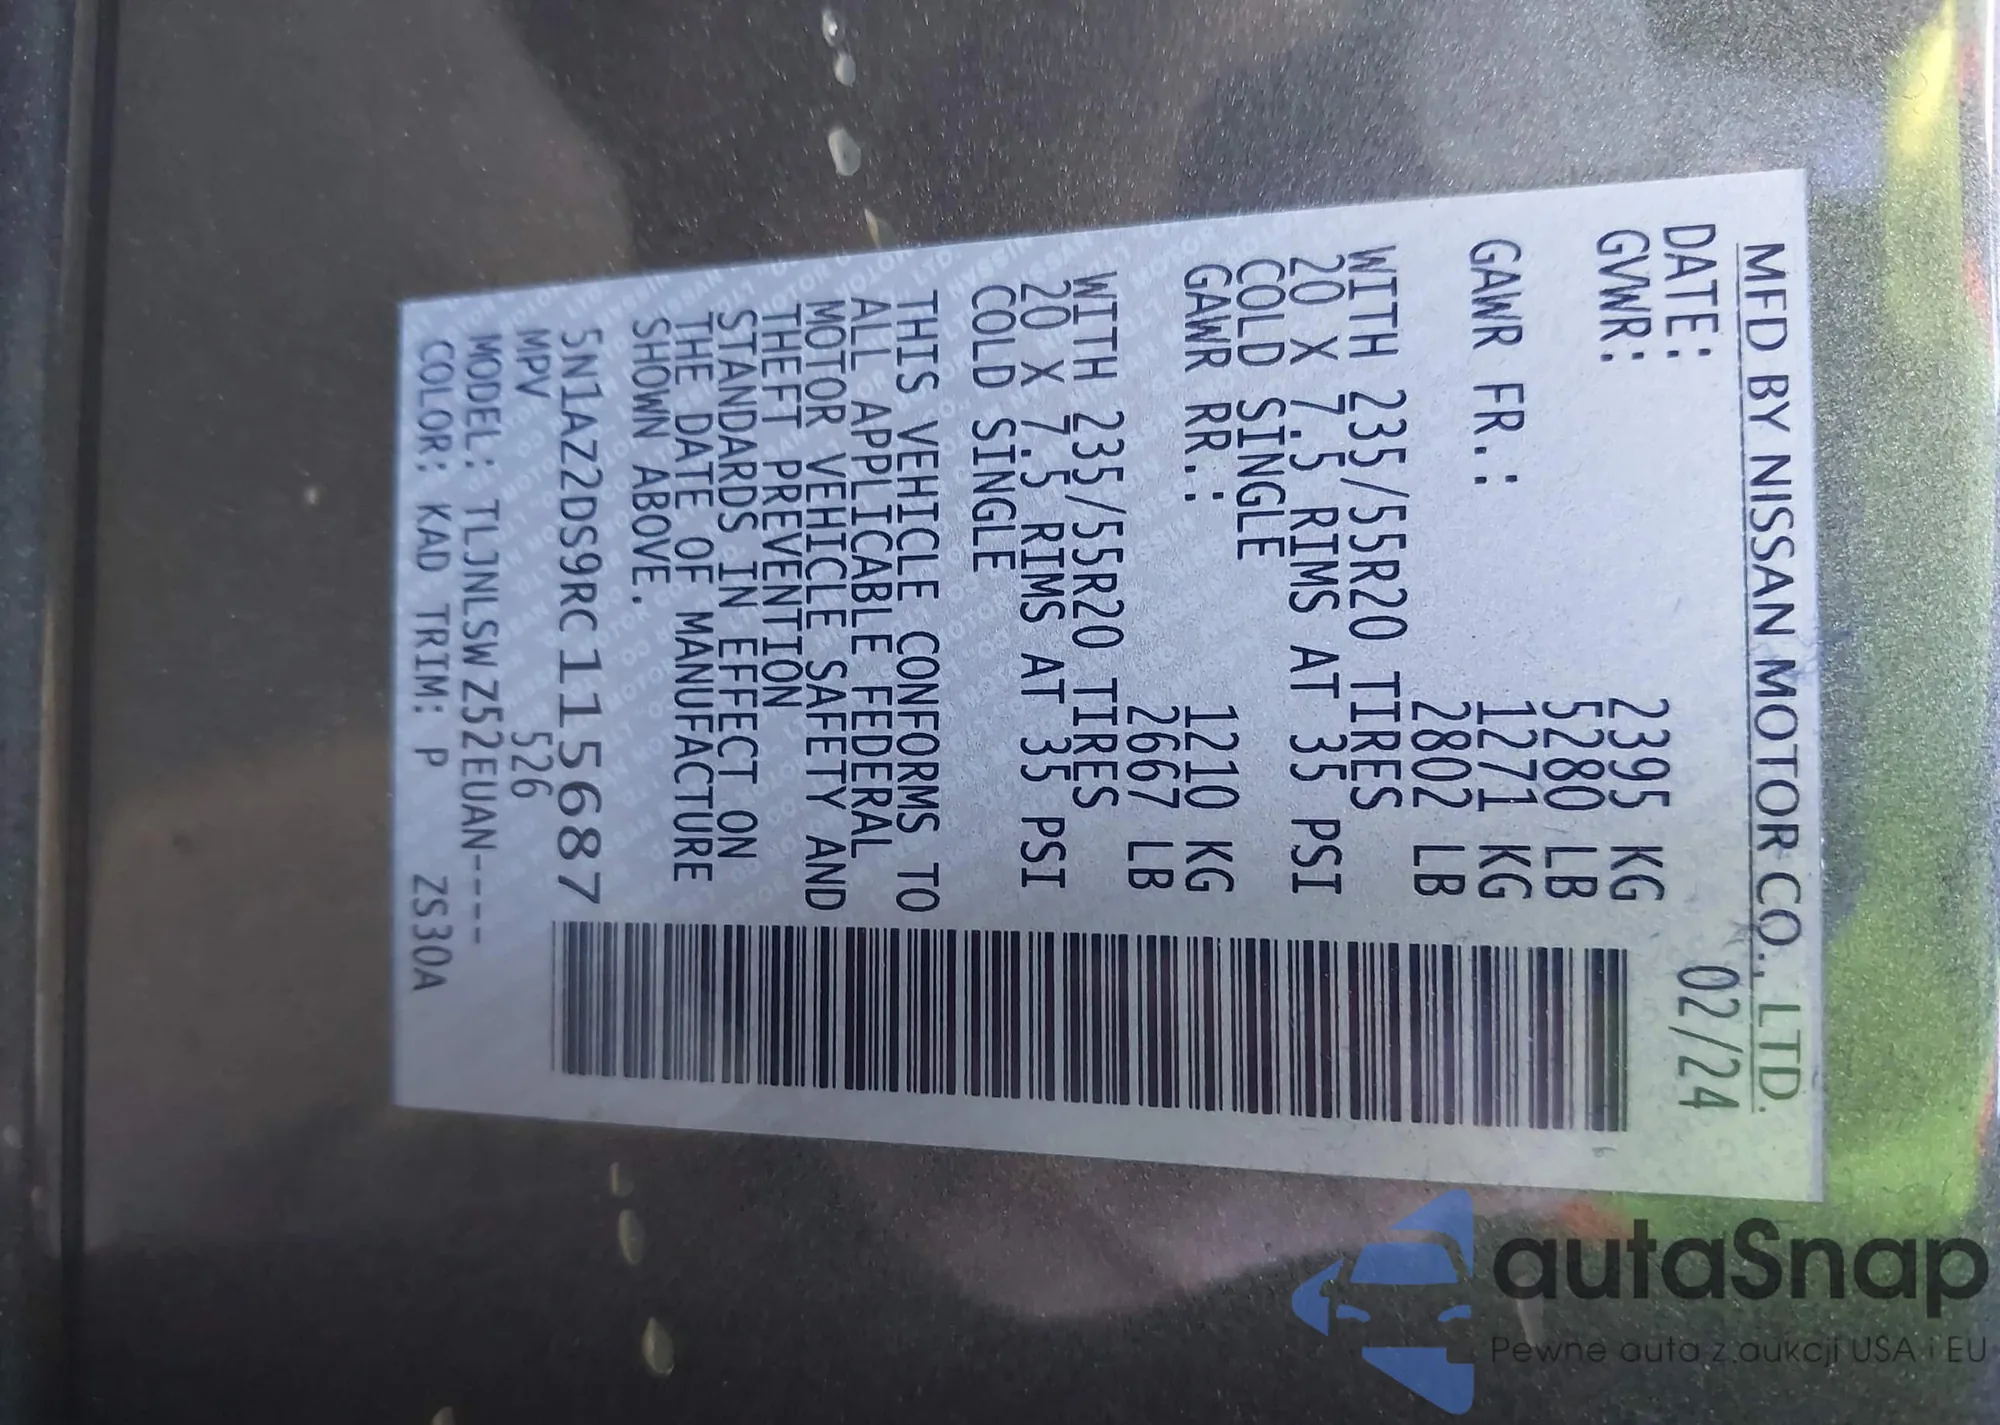 MFD BY NISSAN MOTOR CO., LTD.
DATE: 02/24
GVWR: 2395 KG
5280 LB
GAWR FR.: 1271 KG
2802 LB
WITH 235/55R20 TIRES
20 X 7.5 RIMS AT 35 PSI
COLD SINGLE
GAWR RR.: 1210 KG
2667 LB
WITH 235/55R20 TIRES
20 X 7.5 RIMS AT 35 PSI
COLD SINGLE
THIS VEHICLE CONFORMS TO
ALL APPLICABLE FEDERAL
MOTOR VEHICLE SAFETY AND
THEFT PREVENTION
STANDARDS IN EFFECT ON
THE DATE OF MANUFACTURE
SHOWN ABOVE.
5N1AZ2DS9RC115687
MPV 526
MODEL: TLJNLSWZ52EUAN----
COLOR: KAD TRIM: P ZS30A
autaSnap
Pewne auta z aukcji USA i EU